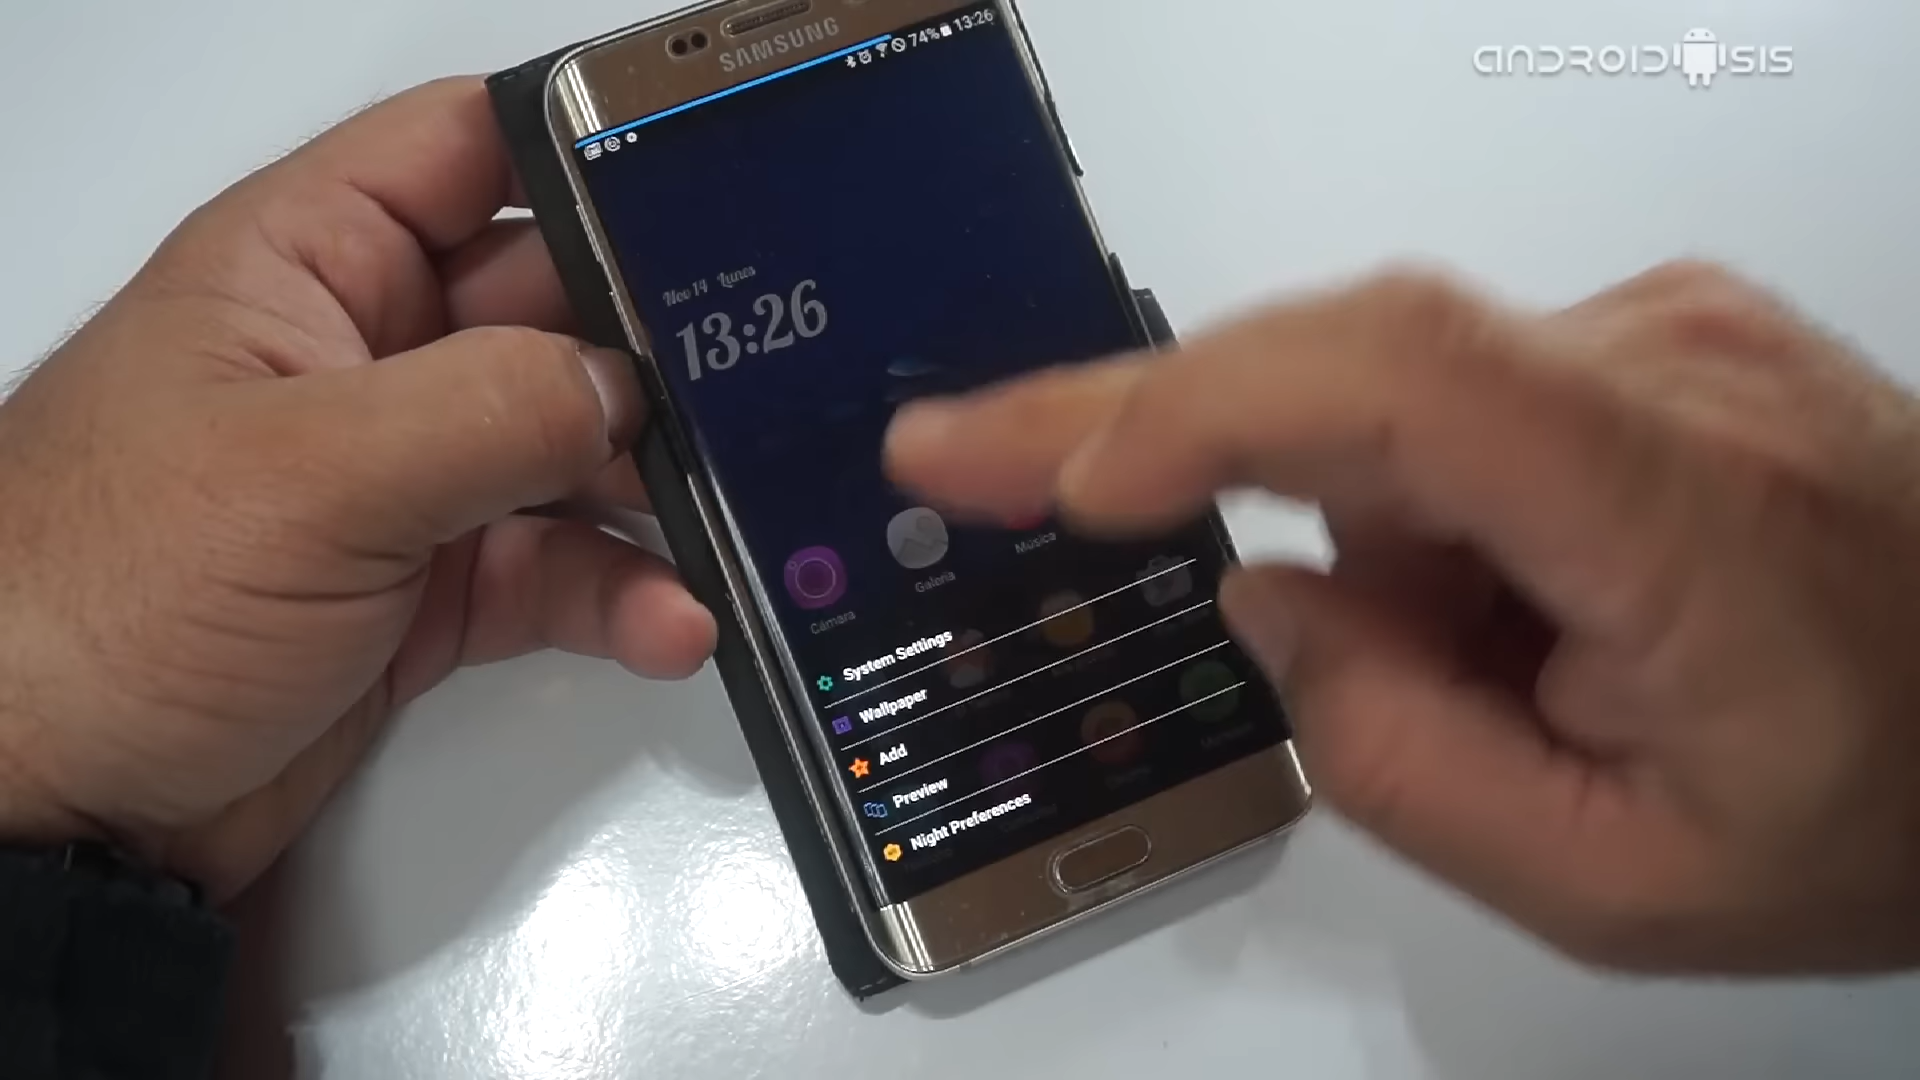 ANDROIDSIS
SAMSUNG
74% 13:26
Nov 14 Lunes
13:26
Cámara
Galería
Música
System Settings
Wallpaper
Add
Preview
Night Preferences